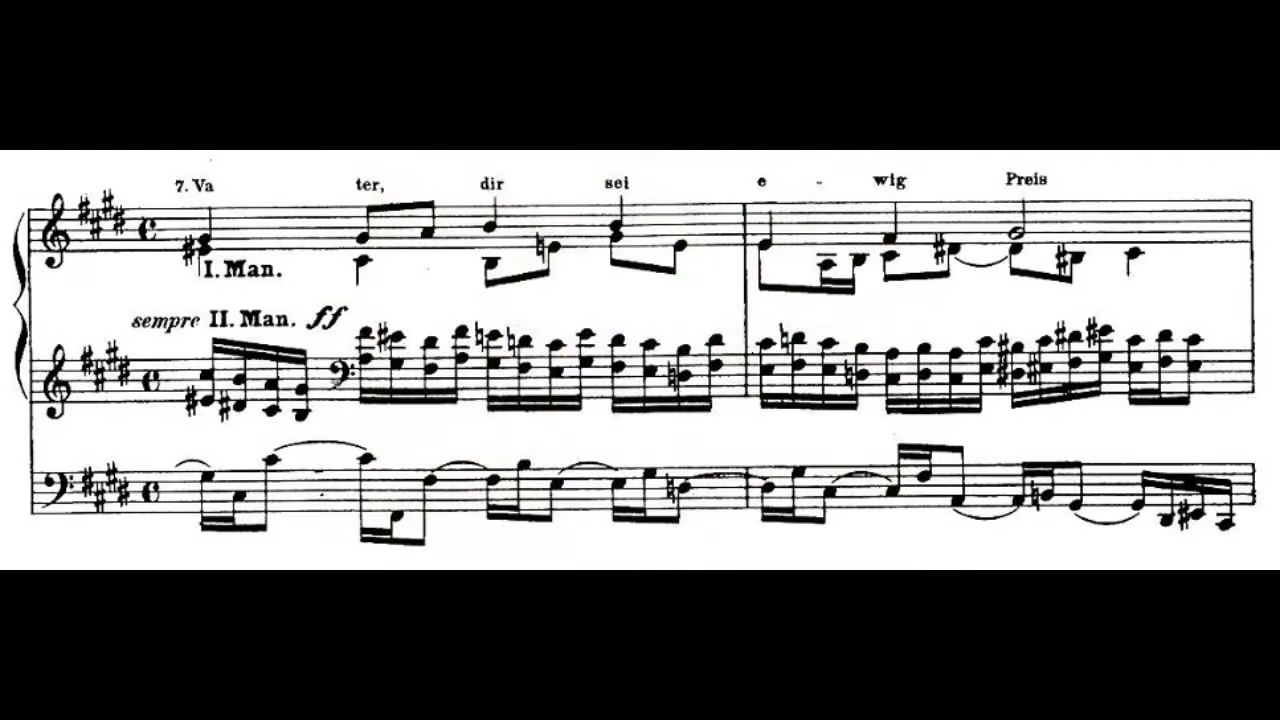 7. Va ter, dir sei e - wig Preis
I. Man.
sempre II. Man. ff